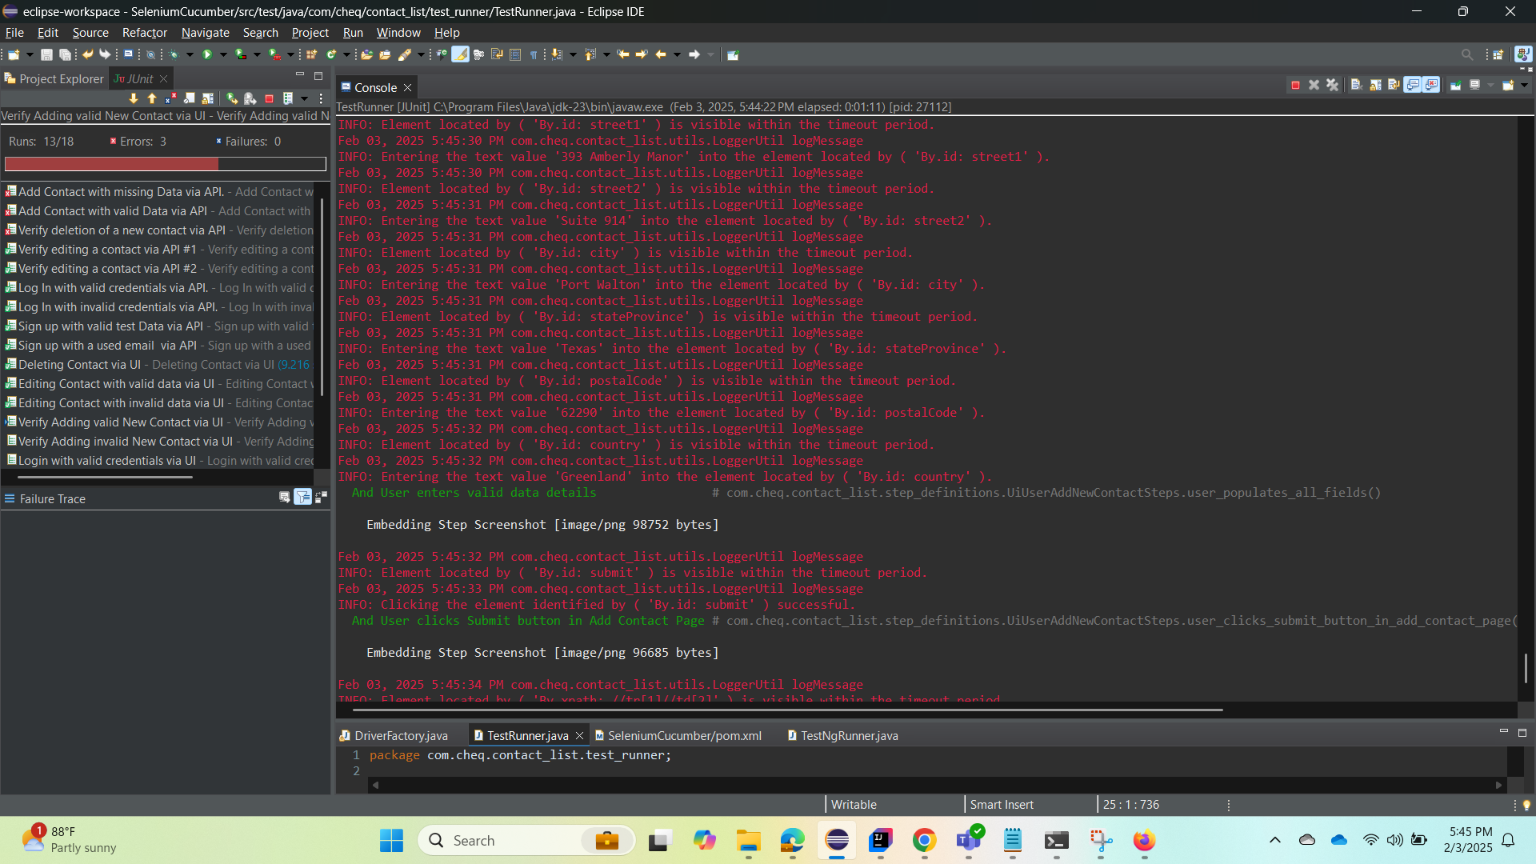 eclipse-workspace - SeleniumCucumber/src/test/java/com/cheq/contact_list/test_runner/TestRunner.java - Eclipse IDE
File Edit Source Refactor Navigate Search Project Run Window Help
Project Explorer JUnit
Verify Adding valid New Contact via UI - Verify Adding valid N
Runs: 13/18 Errors: 3 Failures: 0
Add Contact with missing Data via API. - Add Contact w
Add Contact with valid Data via API - Add Contact with
Verify deletion of a new contact via API - Verify deletion
Verify editing a contact via API #1 - Verify editing a cont
Verify editing a contact via API #2 - Verify editing a cont
Log In with valid credentials via API. - Log In with valid c
Log In with invalid credentials via API. - Log In with inva
Sign up with valid test Data via API - Sign up with valid
Sign up with a used email via API - Sign up with a used
Deleting Contact via UI - Deleting Contact via UI (9.216
Editing Contact with valid data via UI - Editing Contact
Editing Contact with invalid data via UI - Editing Contac
Verify Adding valid New Contact via UI - Verify Adding v
Verify Adding invalid New Contact via UI - Verify Adding
Login with valid credentials via UI - Login with valid cred
Failure Trace
Console
TestRunner [JUnit] C:\Program Files\Java\jdk-23\bin\javaw.exe (Feb 3, 2025, 5:44:22 PM elapsed: 0:01:11) [pid: 27112]
INFO: Element located by ( 'By.id: street1' ) is visible within the timeout period.
Feb 03, 2025 5:45:30 PM com.cheq.contact_list.utils.LoggerUtil logMessage
INFO: Entering the text value '393 Amberly Manor' into the element located by ( 'By.id: street1' ).
Feb 03, 2025 5:45:30 PM com.cheq.contact_list.utils.LoggerUtil logMessage
INFO: Element located by ( 'By.id: street2' ) is visible within the timeout period.
Feb 03, 2025 5:45:31 PM com.cheq.contact_list.utils.LoggerUtil logMessage
INFO: Entering the text value 'Suite 914' into the element located by ( 'By.id: street2' ).
Feb 03, 2025 5:45:31 PM com.cheq.contact_list.utils.LoggerUtil logMessage
INFO: Element located by ( 'By.id: city' ) is visible within the timeout period.
Feb 03, 2025 5:45:31 PM com.cheq.contact_list.utils.LoggerUtil logMessage
INFO: Entering the text value 'Port Walton' into the element located by ( 'By.id: city' ).
Feb 03, 2025 5:45:31 PM com.cheq.contact_list.utils.LoggerUtil logMessage
INFO: Element located by ( 'By.id: stateProvince' ) is visible within the timeout period.
Feb 03, 2025 5:45:31 PM com.cheq.contact_list.utils.LoggerUtil logMessage
INFO: Entering the text value 'Texas' into the element located by ( 'By.id: stateProvince' ).
Feb 03, 2025 5:45:31 PM com.cheq.contact_list.utils.LoggerUtil logMessage
INFO: Element located by ( 'By.id: postalCode' ) is visible within the timeout period.
Feb 03, 2025 5:45:31 PM com.cheq.contact_list.utils.LoggerUtil logMessage
INFO: Entering the text value '62290' into the element located by ( 'By.id: postalCode' ).
Feb 03, 2025 5:45:32 PM com.cheq.contact_list.utils.LoggerUtil logMessage
INFO: Element located by ( 'By.id: country' ) is visible within the timeout period.
Feb 03, 2025 5:45:32 PM com.cheq.contact_list.utils.LoggerUtil logMessage
INFO: Entering the text value 'Greenland' into the element located by ( 'By.id: country' ).
And User enters valid data details # com.cheq.contact_list.step_definitions.UiUserAddNewContactSteps.user_populates_all_fields()
Embedding Step Screenshot [image/png 98752 bytes]
Feb 03, 2025 5:45:32 PM com.cheq.contact_list.utils.LoggerUtil logMessage
INFO: Element located by ( 'By.id: submit' ) is visible within the timeout period.
Feb 03, 2025 5:45:33 PM com.cheq.contact_list.utils.LoggerUtil logMessage
INFO: Clicking the element identified by ( 'By.id: submit' ) successful.
And User clicks Submit button in Add Contact Page # com.cheq.contact_list.step_definitions.UiUserAddNewContactSteps.user_clicks_submit_button_in_add_contact_page(
Embedding Step Screenshot [image/png 96685 bytes]
Feb 03, 2025 5:45:34 PM com.cheq.contact_list.utils.LoggerUtil logMessage
INFO: Element located by ( 'By.xpath: //tr[1]//td[2]' ) is visible within the timeout period.
DriverFactory.java TestRunner.java SeleniumCucumber/pom.xml TestNgRunner.java
1 package com.cheq.contact_list.test_runner;
2
Writable Smart Insert 25 : 1 : 736
1
88°F
Partly sunny
Search
5:45 PM
2/3/2025